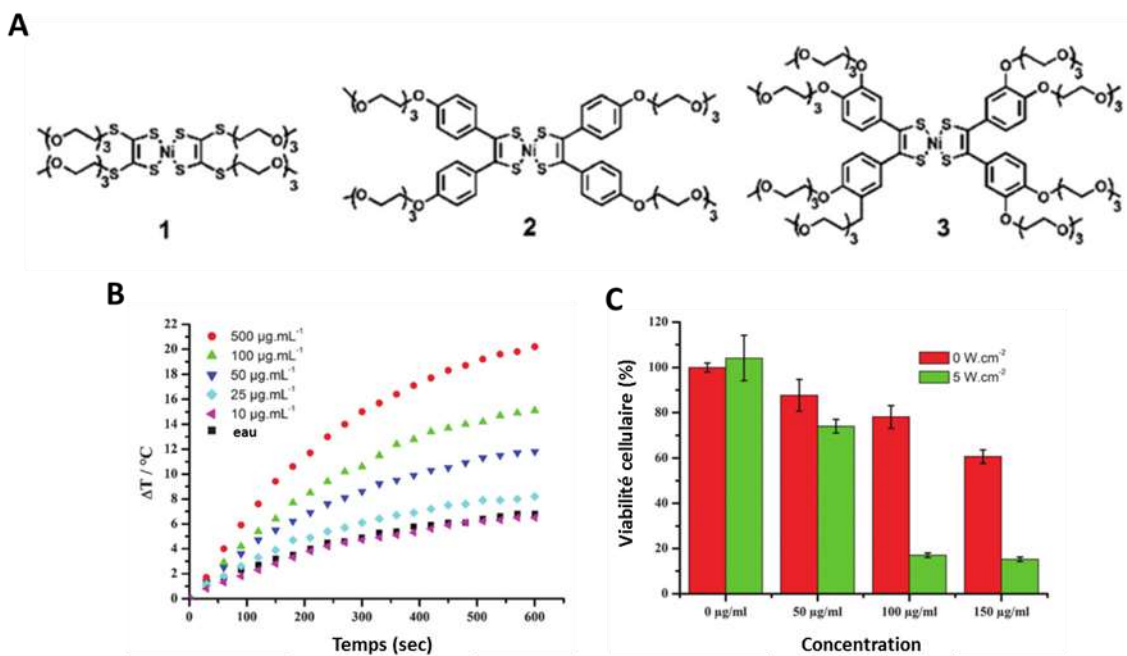 A
1
2
3
B
500 µg.mL⁻¹
100 µg.mL⁻¹
50 µg.mL⁻¹
25 µg.mL⁻¹
10 µg.mL⁻¹
eau
ΔT / °C
22
20
18
16
14
12
10
8
6
4
2
0
0 100 200 300 400 500 600
Temps (sec)
C
0 W.cm⁻²
5 W.cm⁻²
Viabilité cellulaire (%)
120
100
80
60
40
20
0
0 µg/ml 50 µg/ml 100 µg/ml 150 µg/ml
Concentration